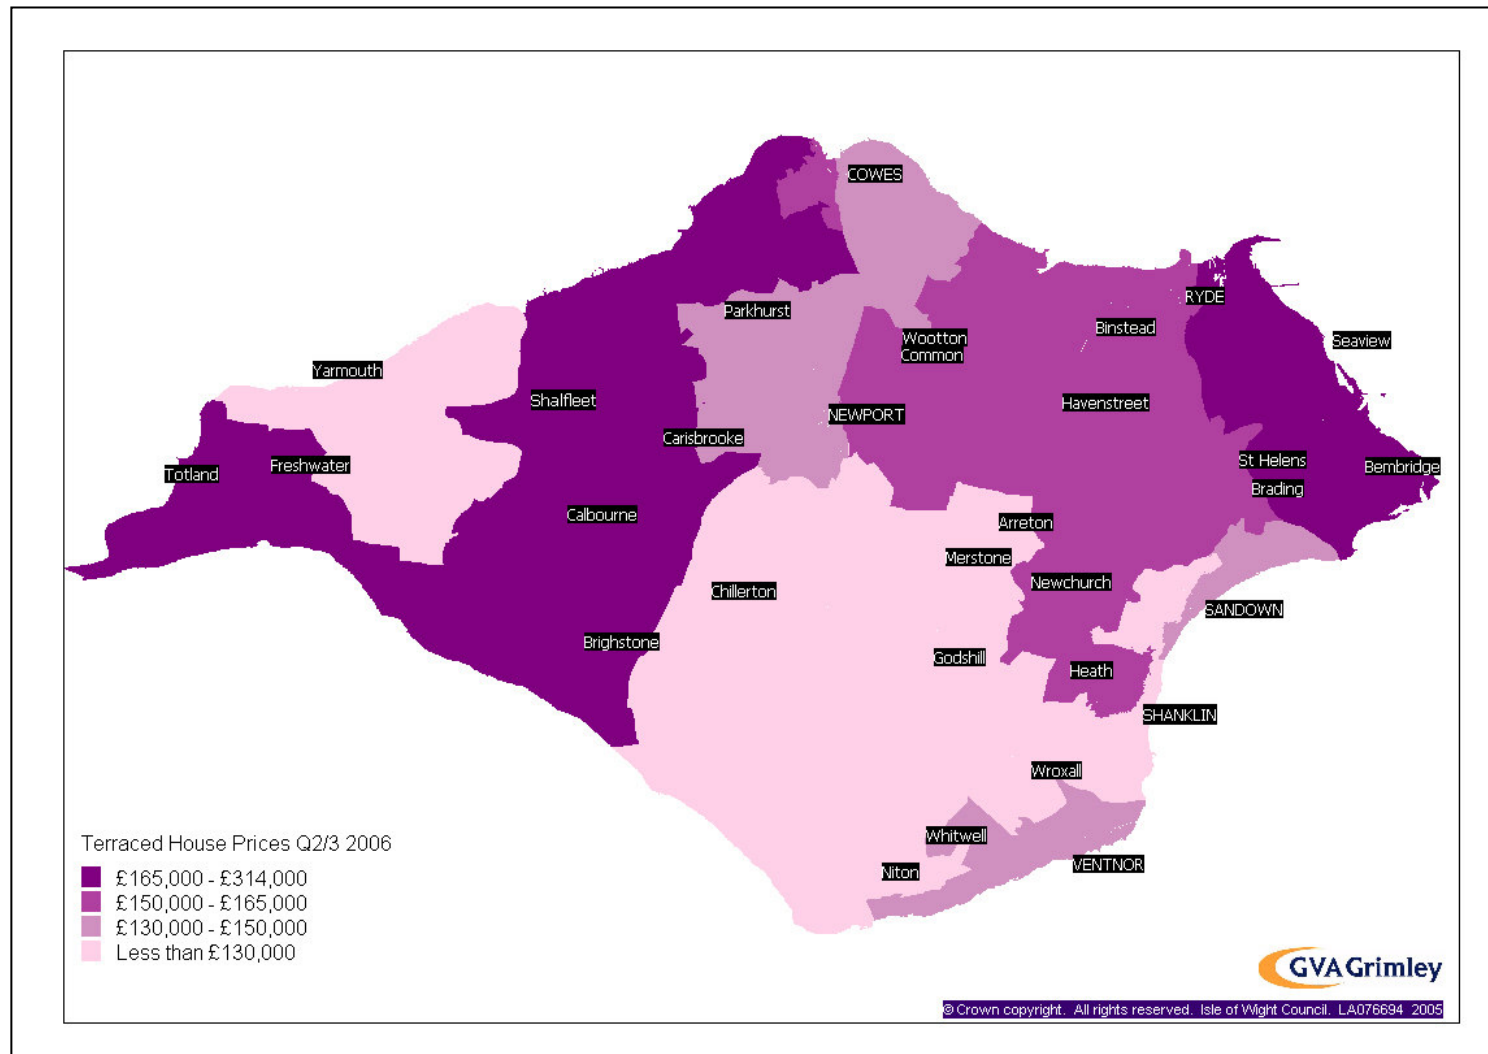 COWES
RYDE
Parkhurst
Binstead
Wootton
Common
Seaview
Yarmouth
Shalfleet
Havenstreet
NEWPORT
Carisbrooke
Totland
Freshwater
St Helens
Bembridge
Brading
Calbourne
Arreton
Merstone
Chillerton
Newchurch
SANDOWN
Brighstone
Godshill
Heath
SHANKLIN
Wroxall
Whitwell
VENTNOR
Niton
Terraced House Prices Q2/3 2006
£165,000 - £314,000
£150,000 - £165,000
£130,000 - £150,000
Less than £130,000
GVA Grimley
© Crown copyright. All rights reserved. Isle of Wight Council. LA076694 2005